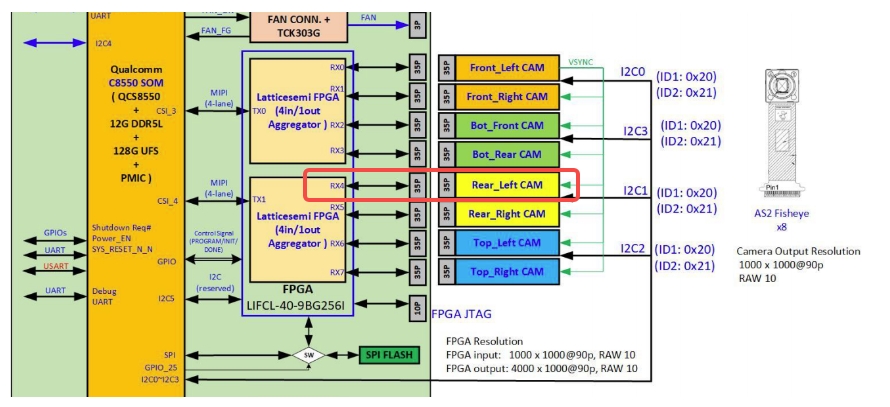 UART
FAN_FG
FAN CONN. +
TCK303G
FAN
3P
I2C4
Qualcomm
C8550 SOM
( QCS8550
+
12G DDR5L
+
128G UFS
+
PMIC )
MIPI
(4-lane)
CSI_3
TX0
Latticesemi FPGA
(4in/1out
Aggregator )
RX0
RX1
RX2
RX3
MIPI
(4-lane)
CSI_4
TX1
Latticesemi FPGA
(4in/1out
Aggregator )
RX4
RX5
RX6
RX7
FPGA
LIFCL-40-9BG256I
35P
35P
Front_Left CAM
35P
35P
Front_Right CAM
35P
35P
Bot_Front CAM
35P
35P
Bot_Rear CAM
35P
35P
Rear_Left CAM
35P
35P
Rear_Right CAM
35P
35P
Top_Left CAM
35P
35P
Top_Right CAM
VSYNC
I2C0
(ID1: 0x20)
(ID2: 0x21)
I2C3
(ID1: 0x20)
(ID2: 0x21)
I2C1
(ID1: 0x20)
(ID2: 0x21)
I2C2
(ID1: 0x20)
(ID2: 0x21)
Pin1
AS2 Fisheye
x8
Camera Output Resolution
1000 x 1000@90p
RAW 10
GPIOs
Shutdown Req#
Power_EN
UART
SYS_RESET_N_N
USART
UART
Debug
UART
Control Signal
(PROGRAM/INIT/
DONE)
GPIO
I2C
(reserved)
I2C5
10P
FPGA JTAG
SPI
SW
SPI FLASH
GPIO_25
I2C0~I2C3
FPGA Resolution
FPGA input: 1000 x 1000@90p, RAW 10
FPGA output: 4000 x 1000@90p, RAW 10